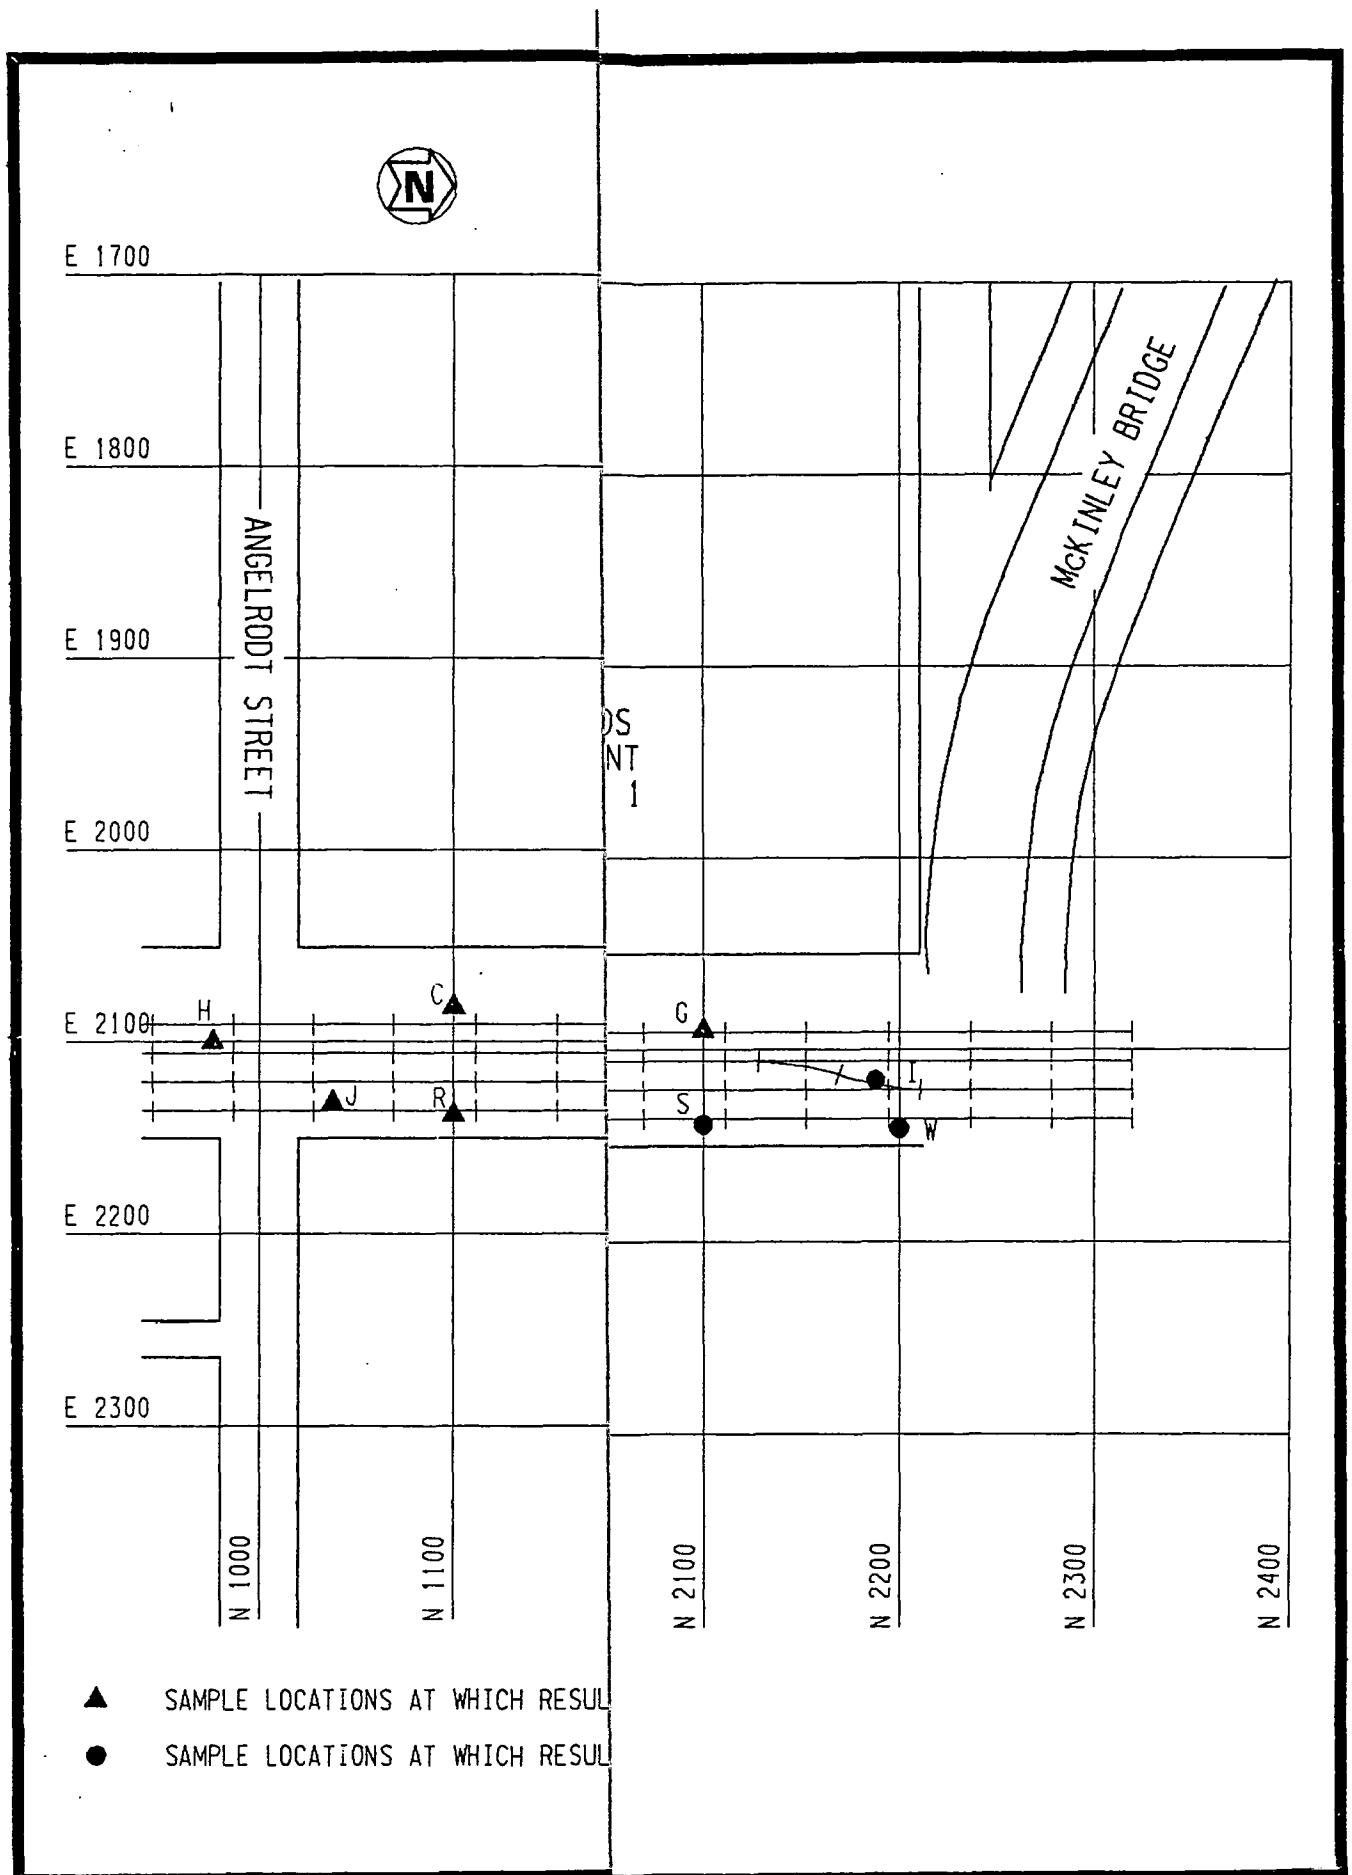 N
E 1700
E 1800
E 1900
E 2000
E 2100
E 2200
E 2300
ANGELRODT STREET
McKINLEY BRIDGE
OS
NT
1
H
C
G
J
R
S
I
W
N 1000
N 1100
N 2100
N 2200
N 2300
N 2400
SAMPLE LOCATIONS AT WHICH RESUL
SAMPLE LOCATIONS AT WHICH RESUL